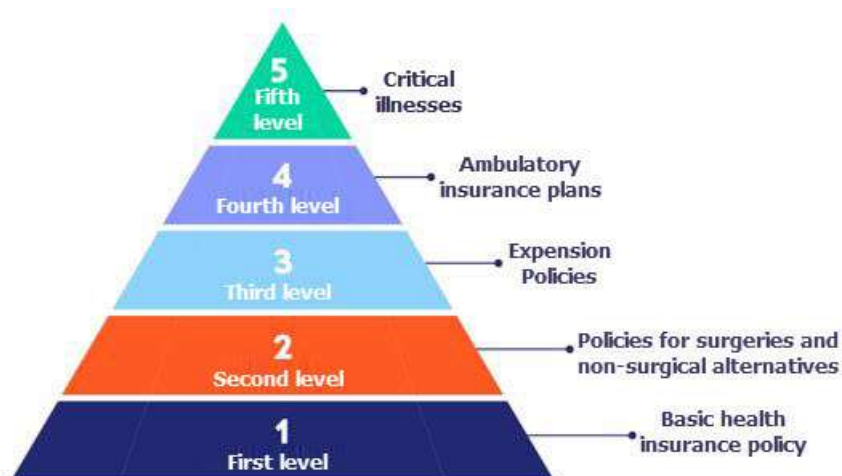 5
Fifth
level
Critical
illnesses
4
Fourth level
Ambulatory
insurance plans
3
Third level
Expension
Policies
2
Second level
Policies for surgeries and
non-surgical alternatives
1
First level
Basic health
insurance policy